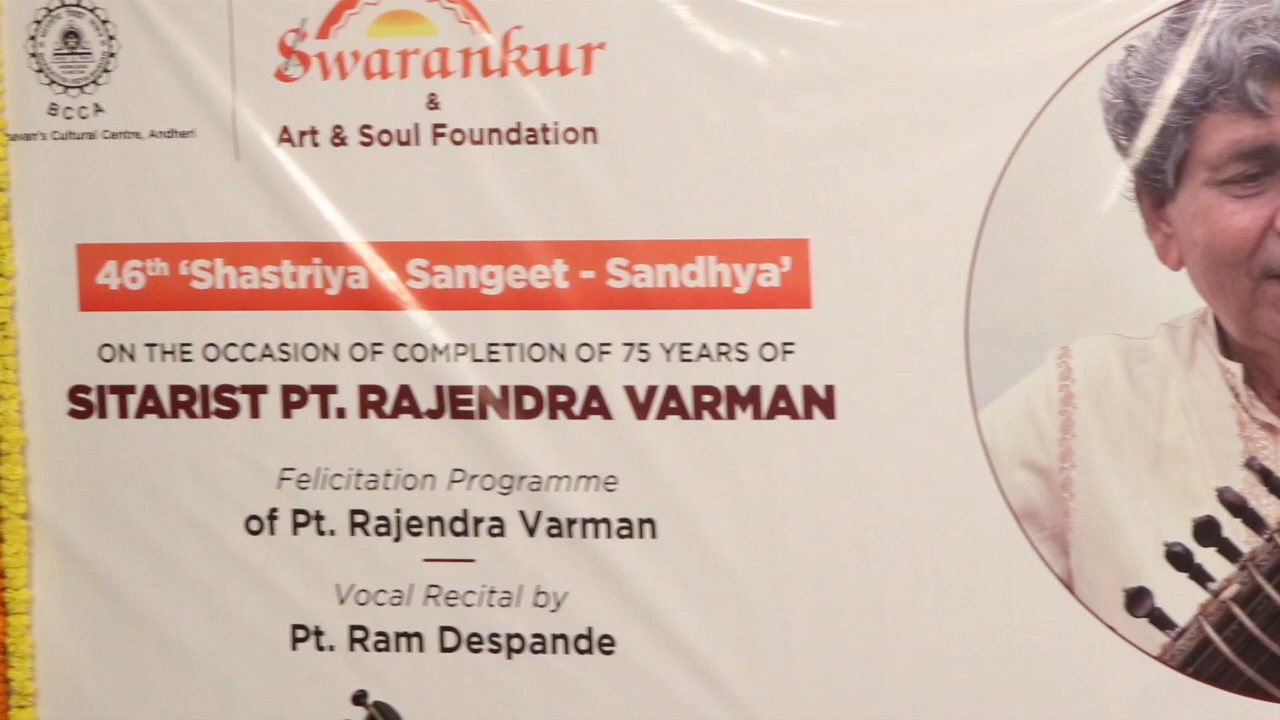 BCCA
Cultural Centre, Andheri
Swarankur
&
Art & Soul Foundation
46th ‘Shastriya - Sangeet - Sandhya’
ON THE OCCASION OF COMPLETION OF 75 YEARS OF
SITARIST PT. RAJENDRA VARMAN
Felicitation Programme
of Pt. Rajendra Varman
Vocal Recital by
Pt. Ram Despande